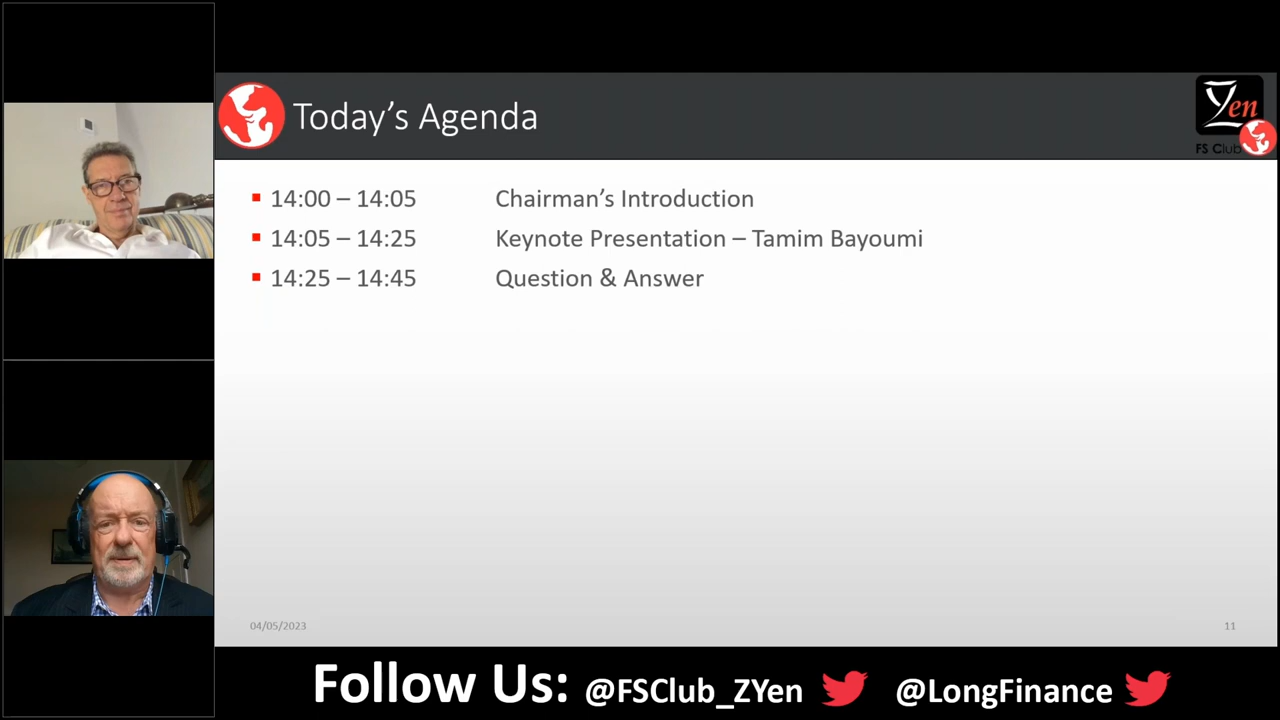 Today's Agenda
Zen
FS Club
▪ 14:00 – 14:05 Chairman's Introduction
▪ 14:05 – 14:25 Keynote Presentation – Tamim Bayoumi
▪ 14:25 – 14:45 Question & Answer
04/05/2023
11
Follow Us: @FSClub_ZYen @LongFinance